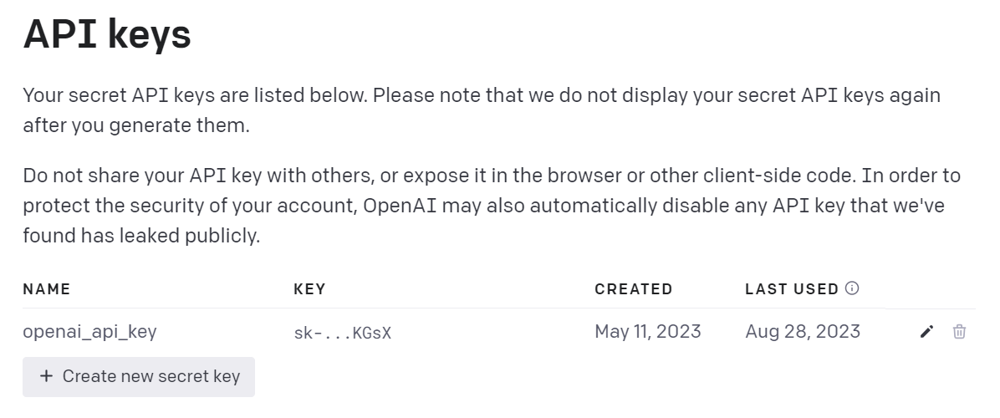 API keys
Your secret API keys are listed below. Please note that we do not display your secret API keys again
after you generate them.
Do not share your API key with others, or expose it in the browser or other client-side code. In order to
protect the security of your account, OpenAI may also automatically disable any API key that we've
found has leaked publicly.
NAME KEY CREATED LAST USED
openai_api_key sk-...KGsX May 11, 2023 Aug 28, 2023
+ Create new secret key